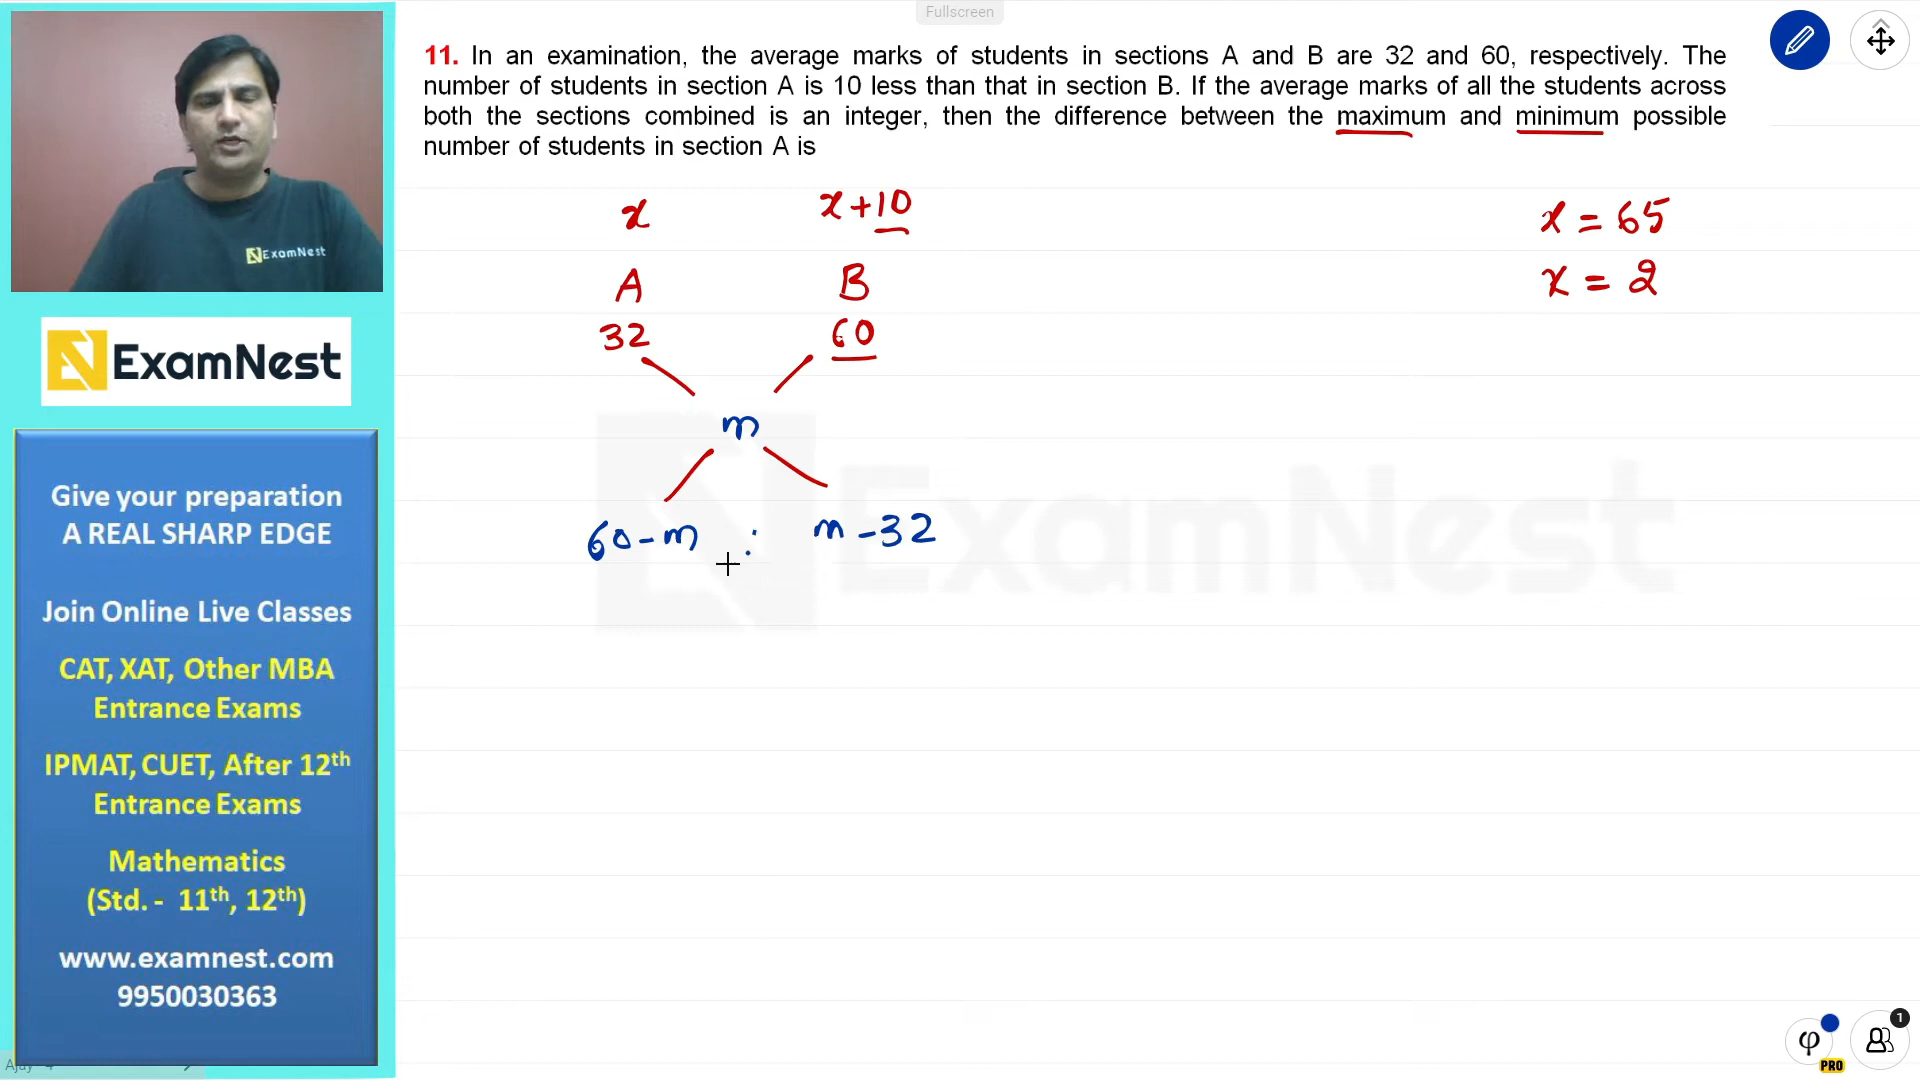 Fullscreen
11. In an examination, the average marks of students in sections A and B are 32 and 60, respectively. The
number of students in section A is 10 less than that in section B. If the average marks of all the students across
both the sections combined is an integer, then the difference between the maximum and minimum possible
number of students in section A is
x x+10
A B
32 60
m
60-m : m-32
x = 65
x = 2
ExamNest
ExamNest
Give your preparation
A REAL SHARP EDGE
Join Online Live Classes
CAT, XAT, Other MBA
Entrance Exams
IPMAT, CUET, After 12th
Entrance Exams
Mathematics
(Std. - 11th, 12th)
www.examnest.com
9950030363
ExamNest
φ
PRO
1